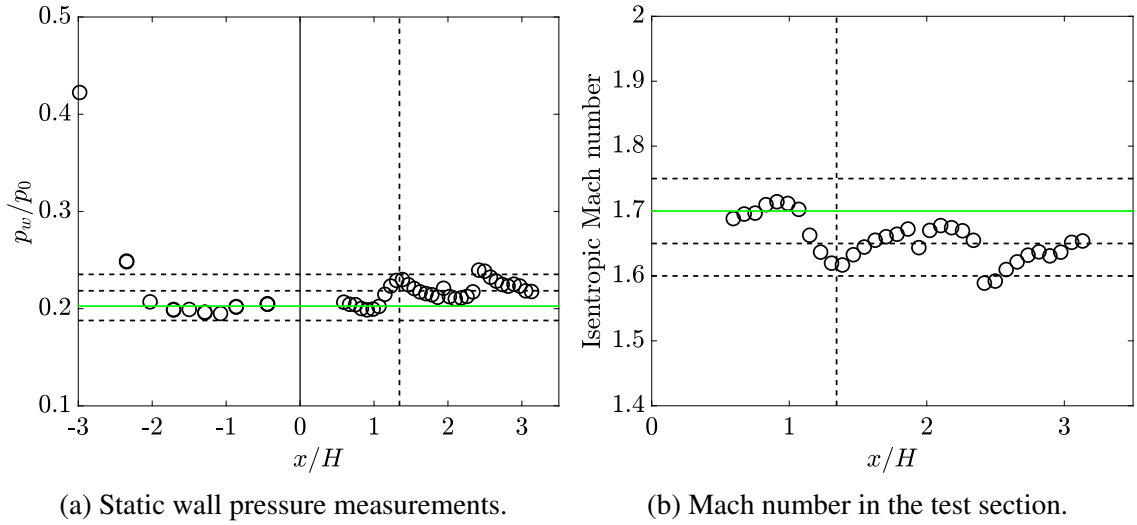 0.5
0.4
0.3
0.2
0.1
-3 -2 -1 0 1 2 3
x/H
p_w/p_0
2
1.9
1.8
1.7
1.6
1.5
1.4
0 1 2 3
x/H
Isentropic Mach number
(a) Static wall pressure measurements.
(b) Mach number in the test section.